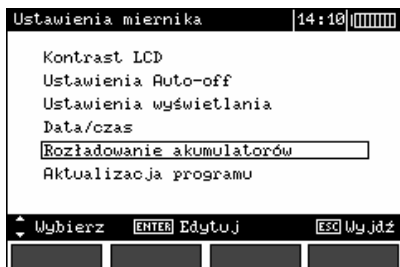 Ustawienia miernika 14:10
Kontrast LCD
Ustawienia Auto-off
Ustawienia wyświetlania
Data/czas
Rozładowanie akumulatorów
Aktualizacja programu
Wybierz ENTER Edytuj ESC Wyjdź